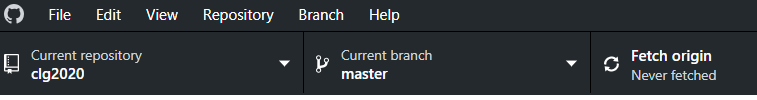 File Edit View Repository Branch Help
Current repository
clg2020
Current branch
master
Fetch origin
Never fetched